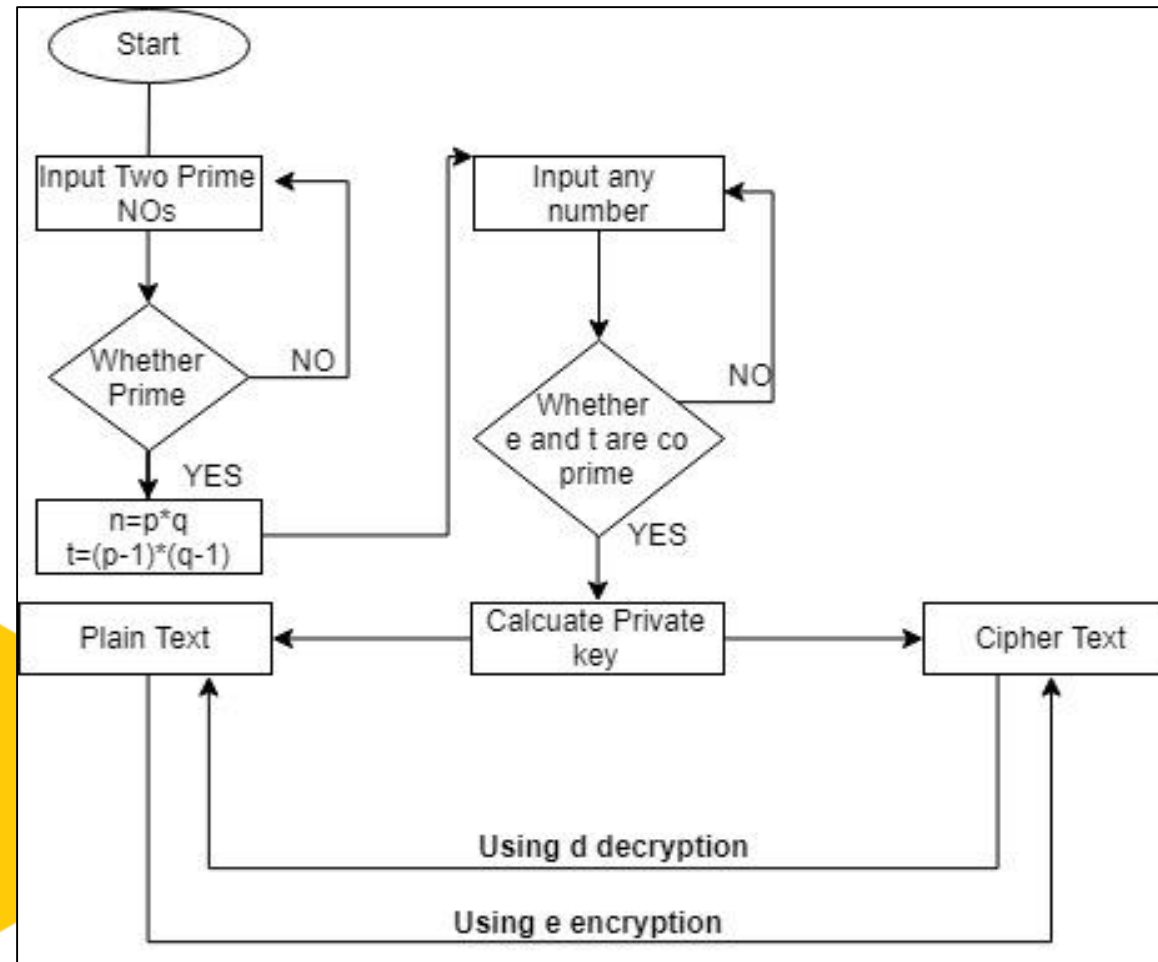 Start
Input Two Prime
NOs
Whether
Prime
NO
YES
n=p*q
t=(p-1)*(q-1)
Input any
number
Whether
e and t are co
prime
NO
YES
Calcuate Private
key
Plain Text
Cipher Text
Using d decryption
Using e encryption